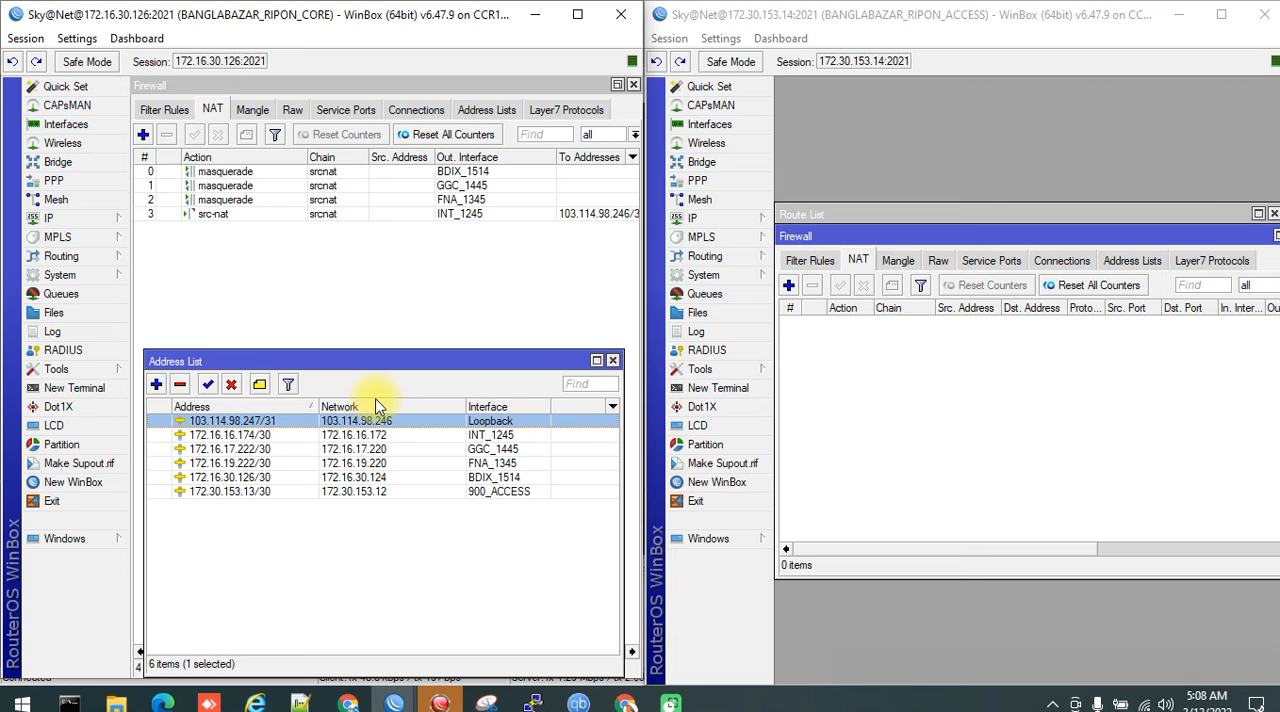 Sky@Net@172.16.30.126:2021 (BANGLABAZAR_RIPON_CORE) - WinBox (64bit) v6.47.9 on CCR1...
Session Settings Dashboard
Safe Mode Session: 172.16.30.126:2021
Quick Set
CAPsMAN
Interfaces
Wireless
Bridge
PPP
Mesh
IP
MPLS
Routing
System
Queues
Files
Log
RADIUS
Tools
New Terminal
Dot1X
LCD
Partition
Make Supout.rif
New WinBox
Exit
Windows
RouterOS WinBox
Firewall
Filter Rules NAT Mangle Raw Service Ports Connections Address Lists Layer7 Protocols
Reset Counters Reset All Counters Find all
# Action Chain Src. Address Out. Interface To Addresses
0 masquerade srcnat BDIX_1514
1 masquerade srcnat GGC_1445
2 masquerade srcnat FNA_1345
3 src-nat srcnat INT_1245 103.114.98.246/3
Address List
Find
Address Network Interface
103.114.98.247/31 103.114.98.246 Loopback
172.16.16.174/30 172.16.16.172 INT_1245
172.16.17.222/30 172.16.17.220 GGC_1445
172.16.19.222/30 172.16.19.220 FNA_1345
172.16.30.126/30 172.16.30.124 BDIX_1514
172.30.153.13/30 172.30.153.12 900_ACCESS
6 items (1 selected)
4
Sky@Net@172.30.153.14:2021 (BANGLABAZAR_RIPON_ACCESS) - WinBox (64bit) v6.47.9 on CC...
Session Settings Dashboard
Safe Mode Session: 172.30.153.14:2021
Quick Set
CAPsMAN
Interfaces
Wireless
Bridge
PPP
Mesh
IP
MPLS
Routing
System
Queues
Files
Log
RADIUS
Tools
New Terminal
Dot1X
LCD
Partition
Make Supout.rif
New WinBox
Exit
Windows
RouterOS WinBox
Route List
Firewall
Filter Rules NAT Mangle Raw Service Ports Connections Address Lists Layer7 Protocols
Reset Counters Reset All Counters Find all
# Action Chain Src. Address Dst. Address Proto... Src. Port Dst. Port In. Inter... Ou
0 items
5:08 AM